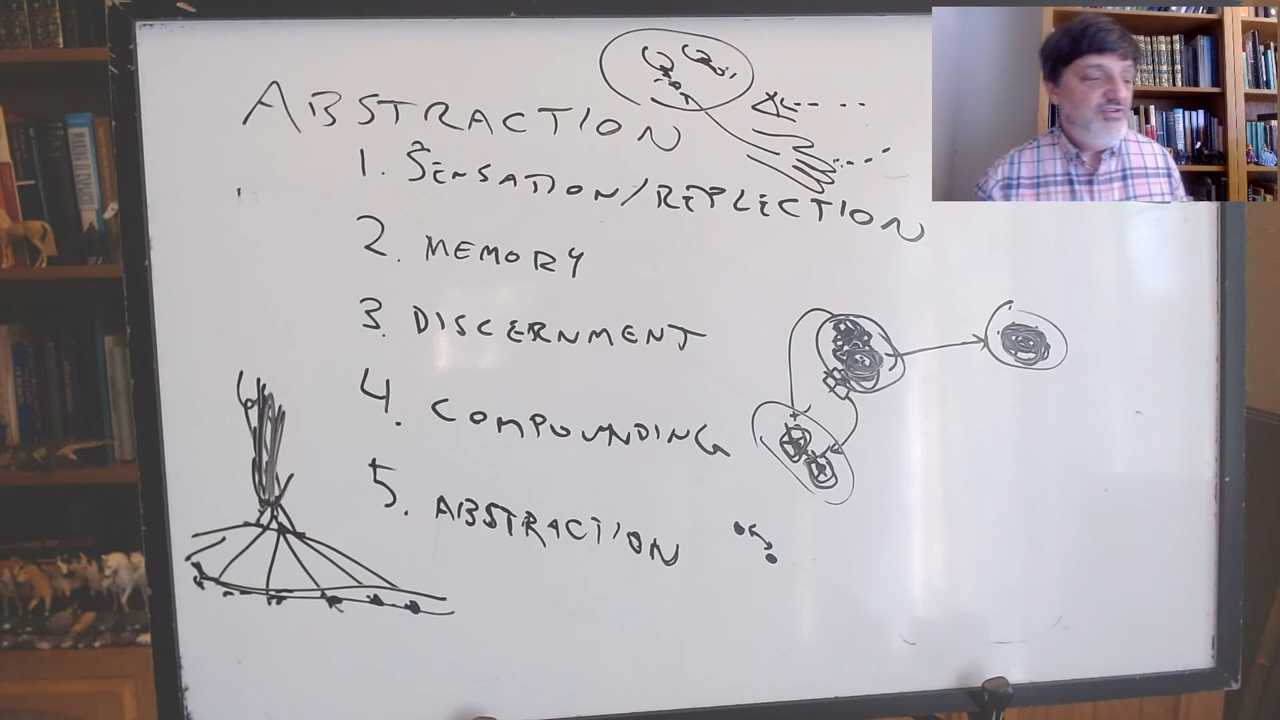 ABSTRACTION
1. SENSATION/REFLECTION
2. MEMORY
3. DISCERNMENT
4. COMPOUNDING
5. ABSTRACTION